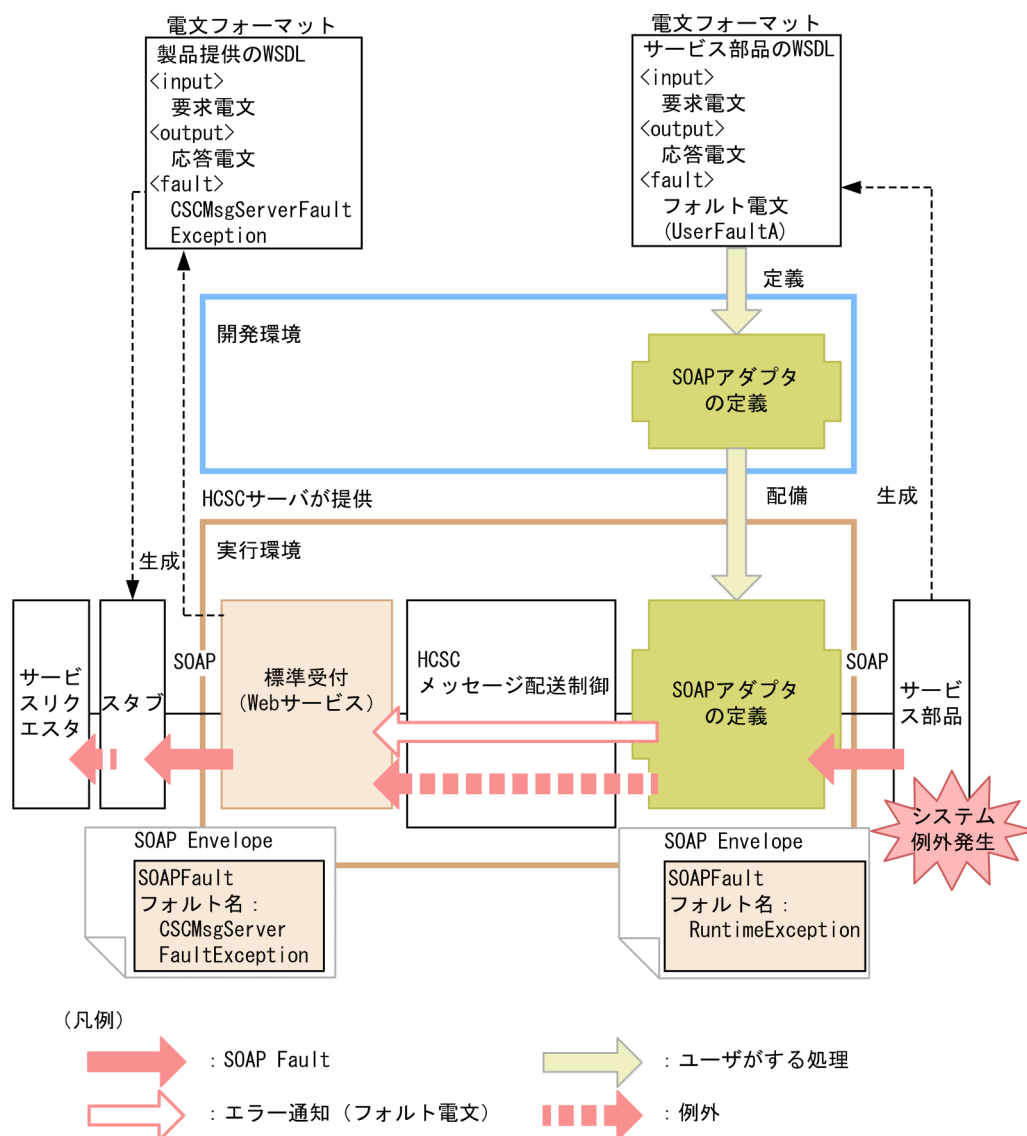 電文フォーマット
製品提供のWSDL
<input>
要求電文
<output>
応答電文
<fault>
CSCMsgServerFault
Exception
電文フォーマット
サービス部品のWSDL
<input>
要求電文
<output>
応答電文
<fault>
フォルト電文
(UserFaultA)
定義
開発環境
SOAPアダプタ
の定義
HCSCサーバが提供
配備
生成
実行環境
生成
サービ
スリク
エスタ
スタブ
SOAP
標準受付
(Webサービス)
HCSC
メッセージ配送制御
SOAPアダプタ
の定義
SOAP
サービ
ス部品
システム
例外発生
SOAP Envelope
SOAPFault
フォルト名：
CSCMsgServer
FaultException
SOAP Envelope
SOAPFault
フォルト名：
RuntimeException
(凡例)
：SOAP Fault
：ユーザがする処理
：エラー通知（フォルト電文）
：例外